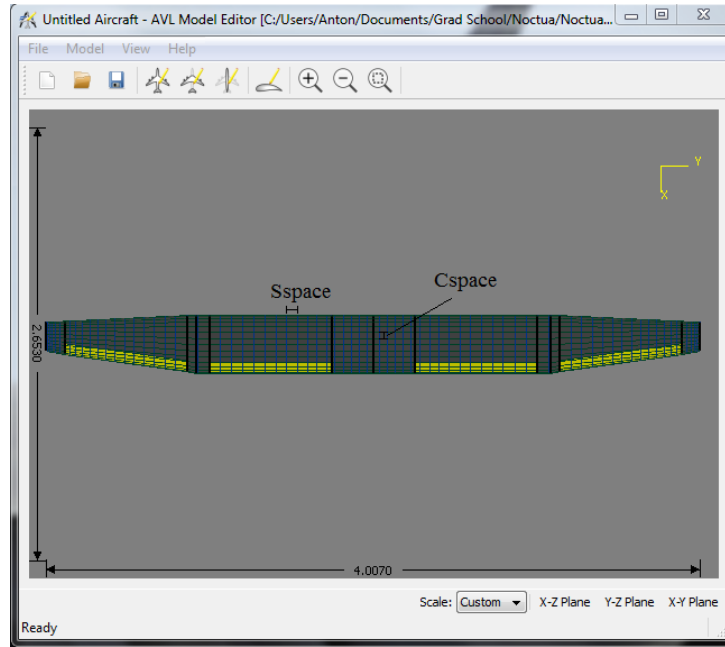 Untitled Aircraft - AVL Model Editor [C:/Users/Anton/Documents/Grad School/Noctua/Noctua...
File Model View Help
Y
X
Sspace
Cspace
2.6530
4.0070
Scale: Custom X-Z Plane Y-Z Plane X-Y Plane
Ready